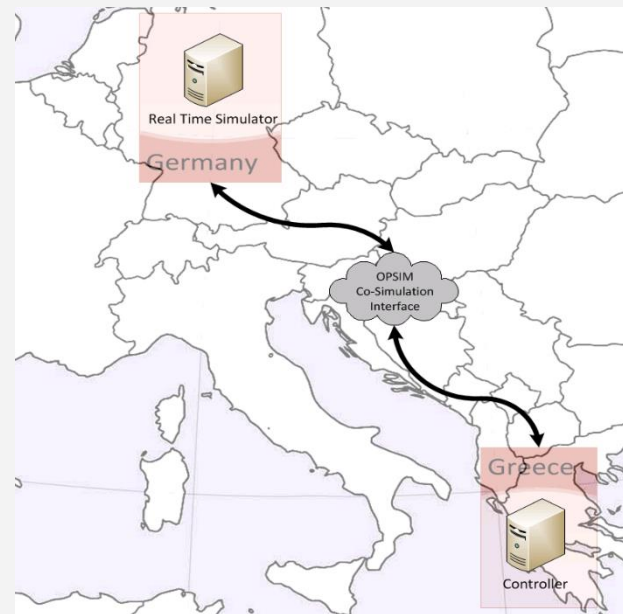 Real Time Simulator
Germany
OPSIM
Co-Simulation
Interface
Greece
Controller